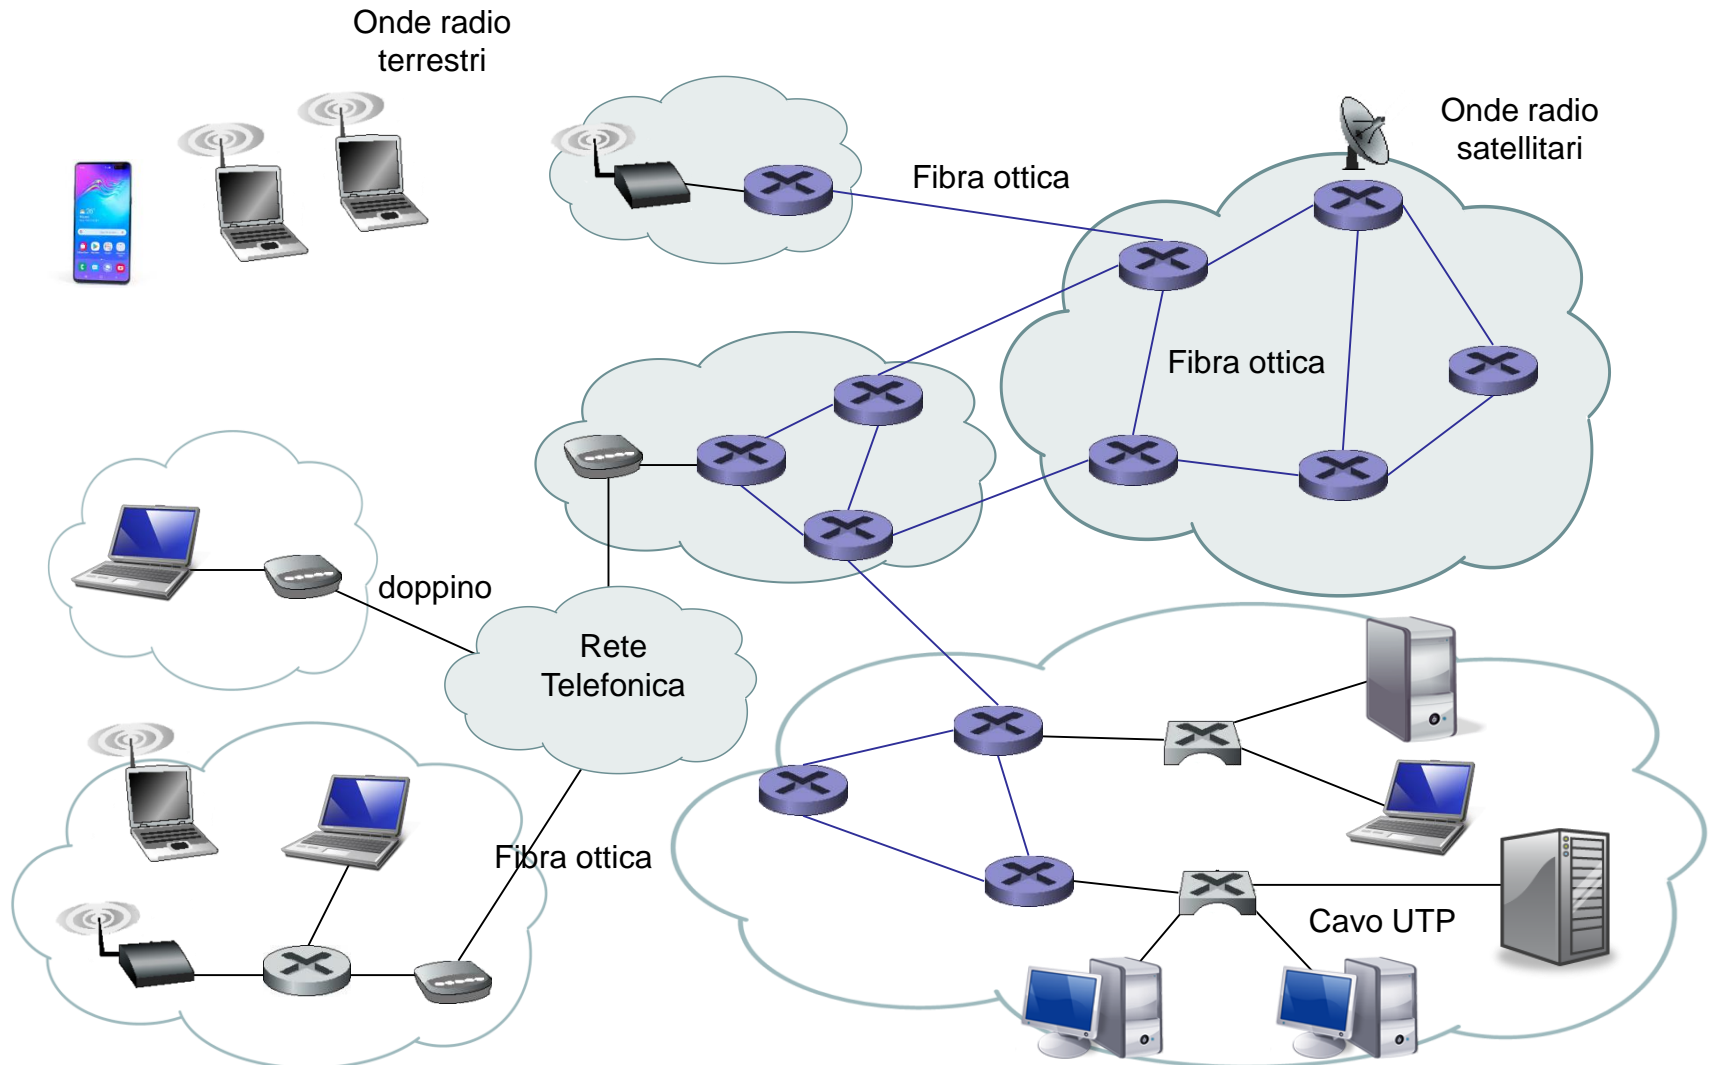 Onde radio
terrestri
Onde radio
satellitari
Fibra ottica
Fibra ottica
doppino
Rete
Telefonica
Fibra ottica
Cavo UTP